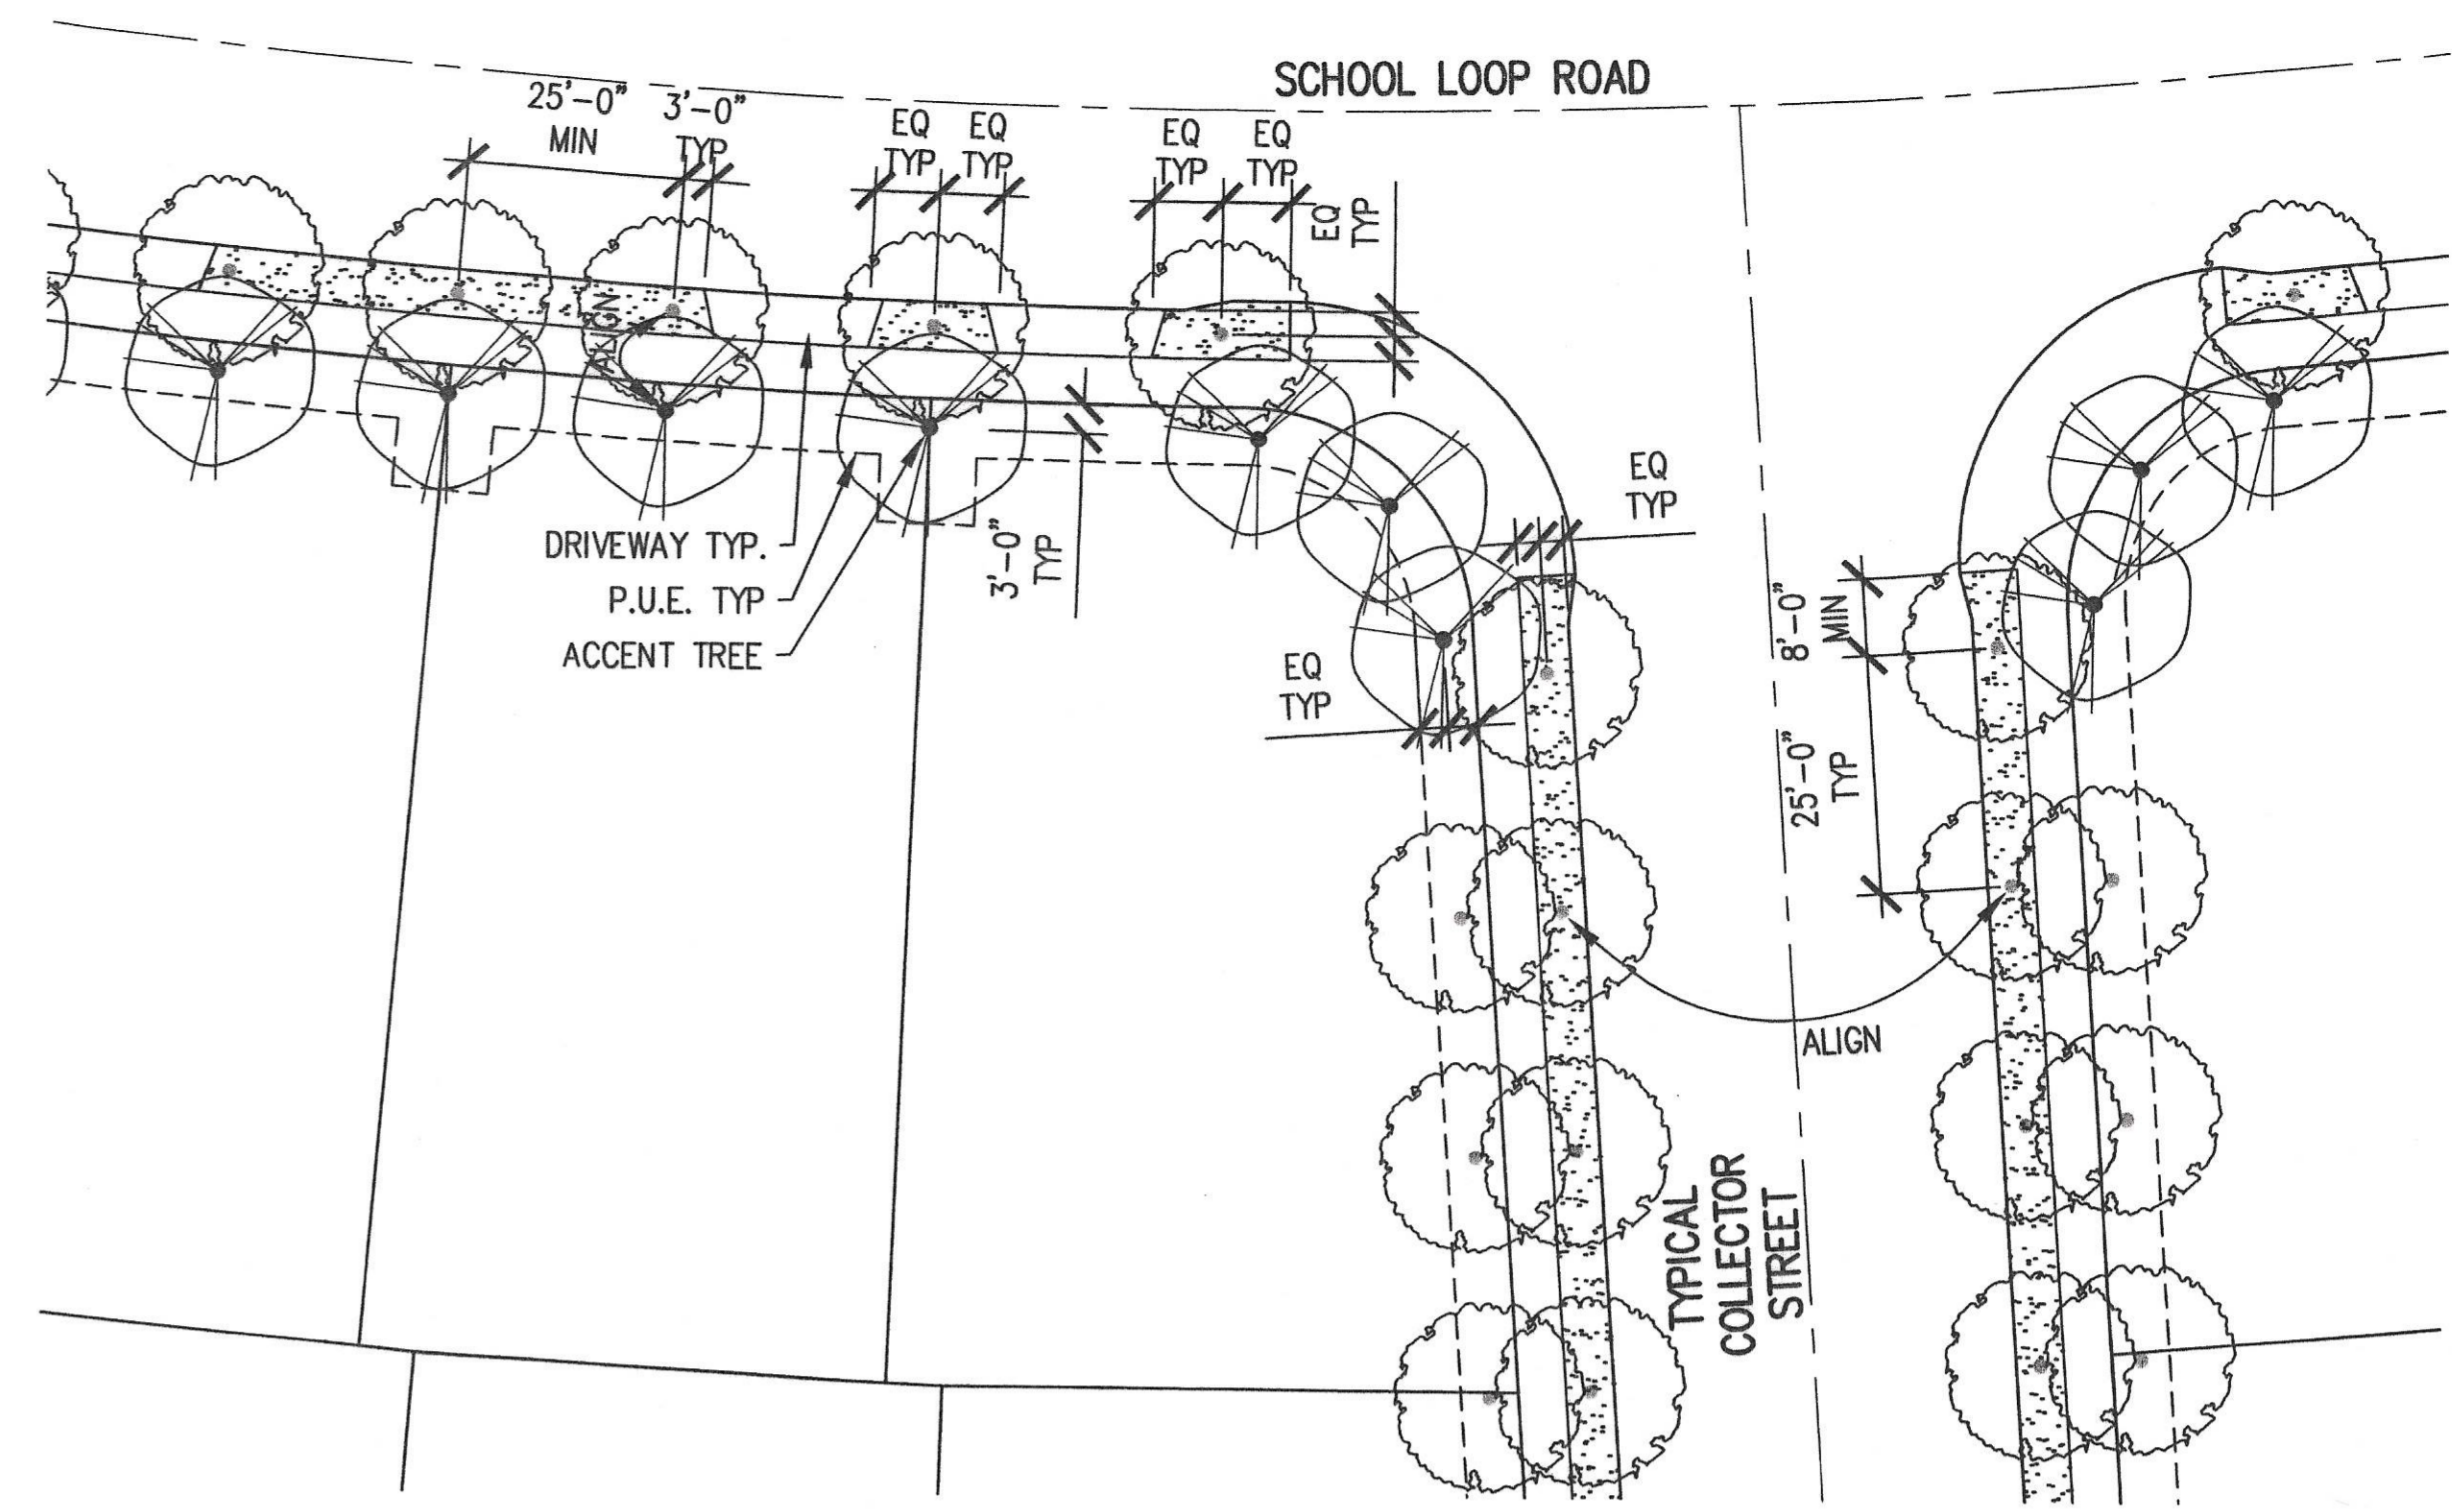 SCHOOL LOOP ROAD
25'-0"
MIN
3'-0"
TYP
EQ
TYP
EQ
TYP
EQ
TYP
EQ
TYP
EQ
TYP
ALIGN
DRIVEWAY TYP.
P.U.E. TYP
ACCENT TREE
3'-0"
TYP
EQ
TYP
EQ
TYP
8'-0"
MIN
25'-0"
TYP
ALIGN
TYPICAL
COLLECTOR
STREET